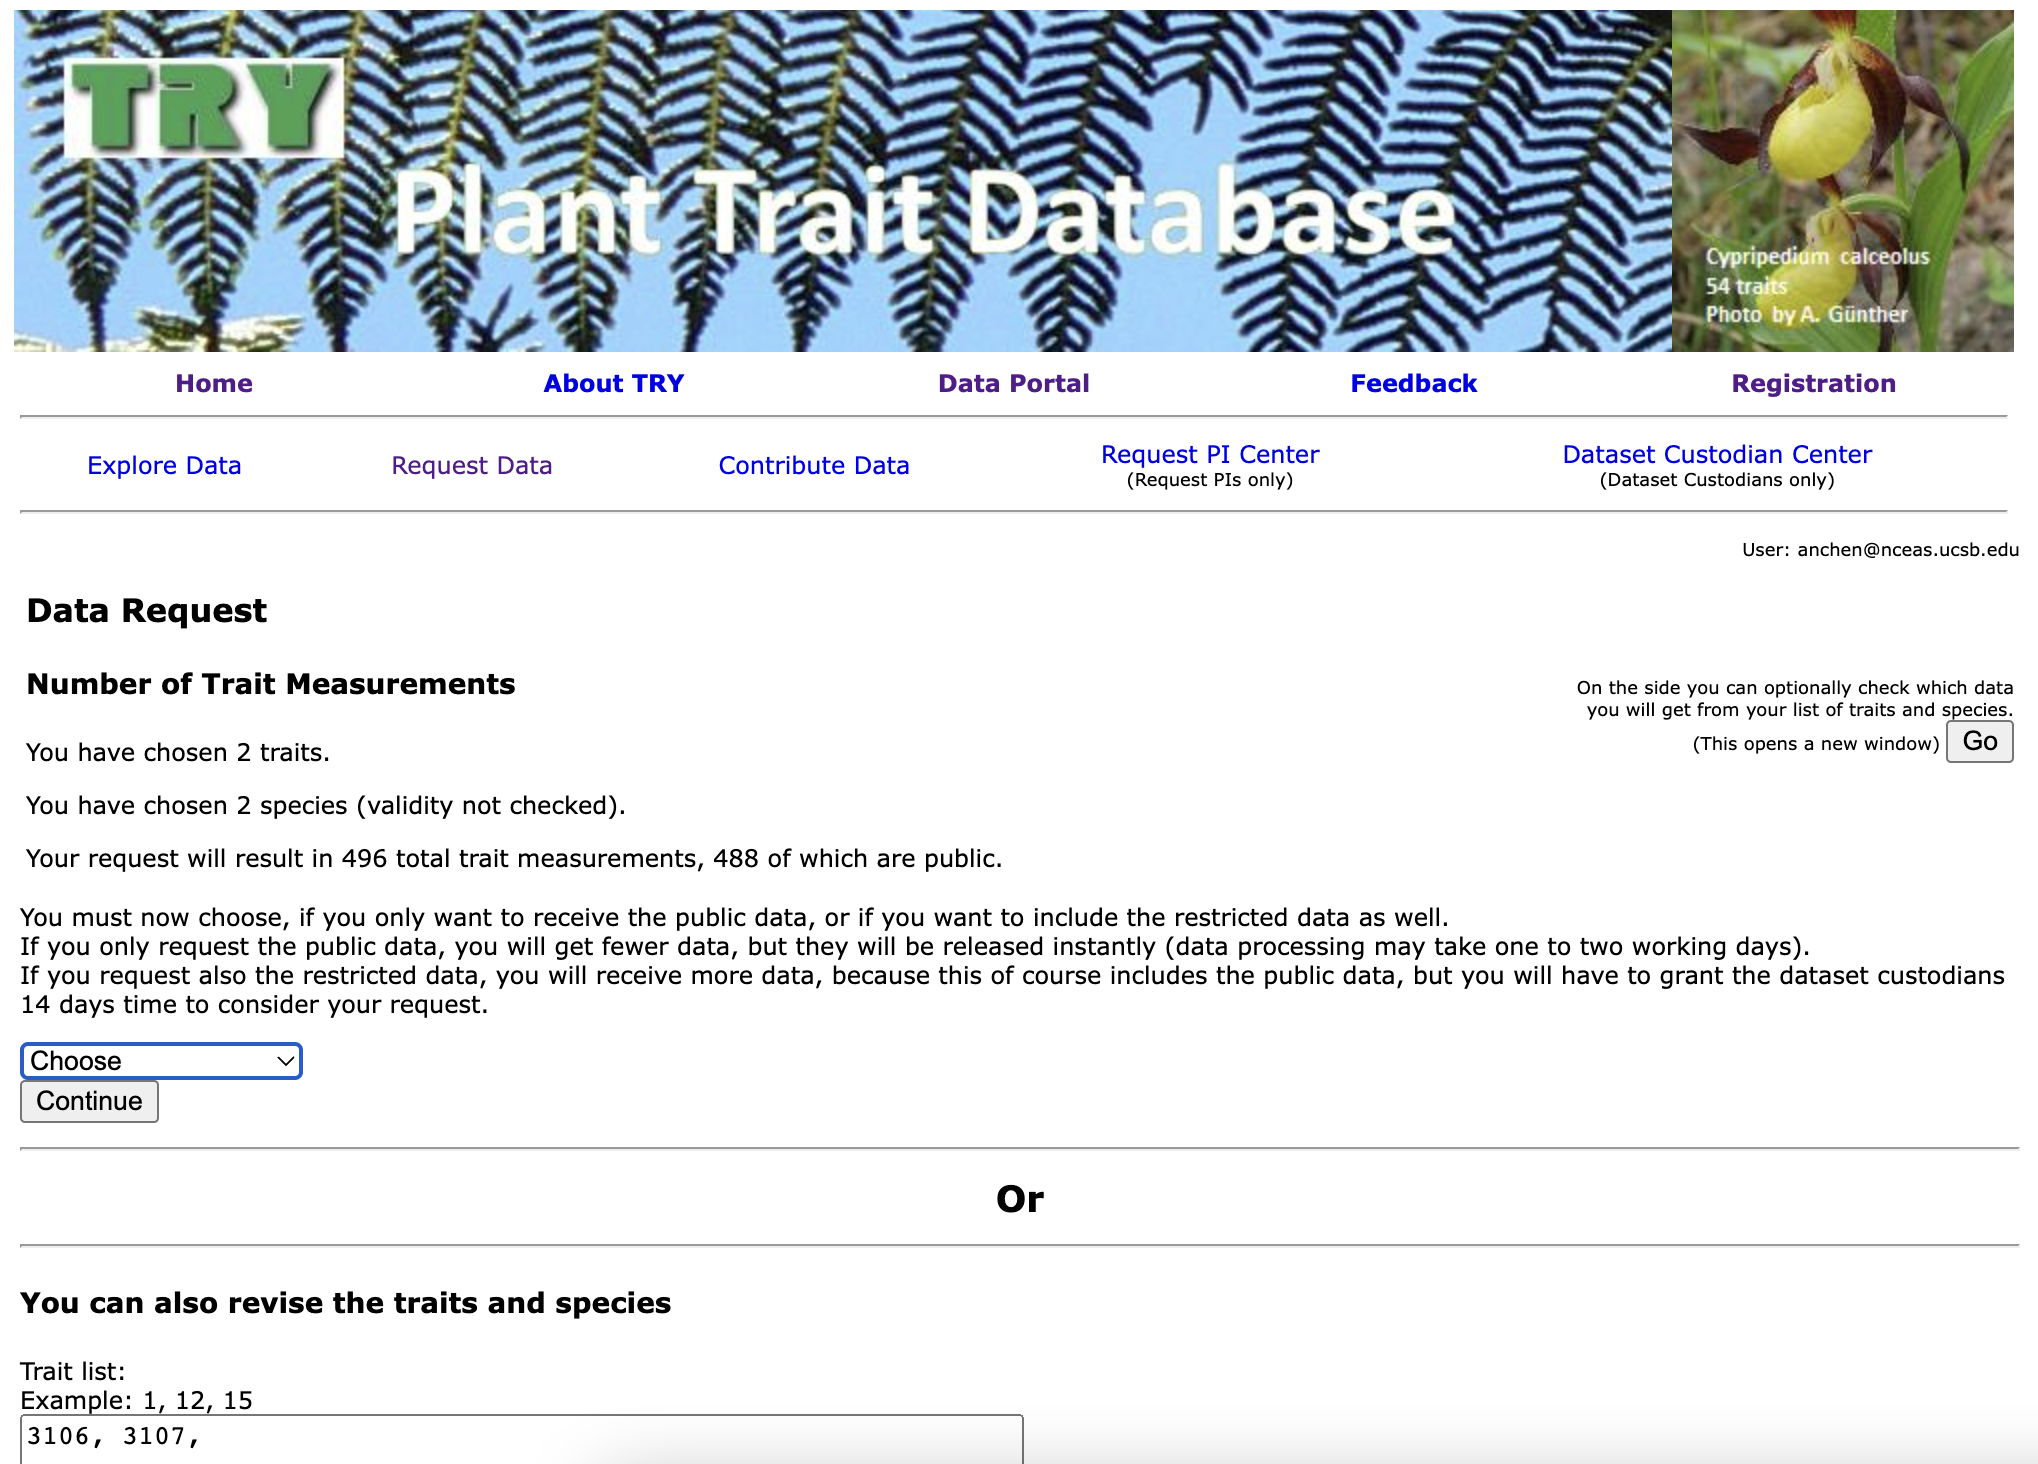 TRY
Plant Trait Database
Cypripedium calceolus
54 traits
Photo by A. Günther
Home About TRY Data Portal Feedback Registration
Explore Data Request Data Contribute Data Request PI Center Dataset Custodian Center
(Request PIs only) (Dataset Custodians only)
User: anchen@nceas.ucsb.edu
Data Request
Number of Trait Measurements
On the side you can optionally check which data
you will get from your list of traits and species.
(This opens a new window) Go
You have chosen 2 traits.
You have chosen 2 species (validity not checked).
Your request will result in 496 total trait measurements, 488 of which are public.
You must now choose, if you only want to receive the public data, or if you want to include the restricted data as well.
If you only request the public data, you will get fewer data, but they will be released instantly (data processing may take one to two working days).
If you request also the restricted data, you will receive more data, because this of course includes the public data, but you will have to grant the dataset custodians
14 days time to consider your request.
Choose
Continue
Or
You can also revise the traits and species
Trait list:
Example: 1, 12, 15
3106, 3107,